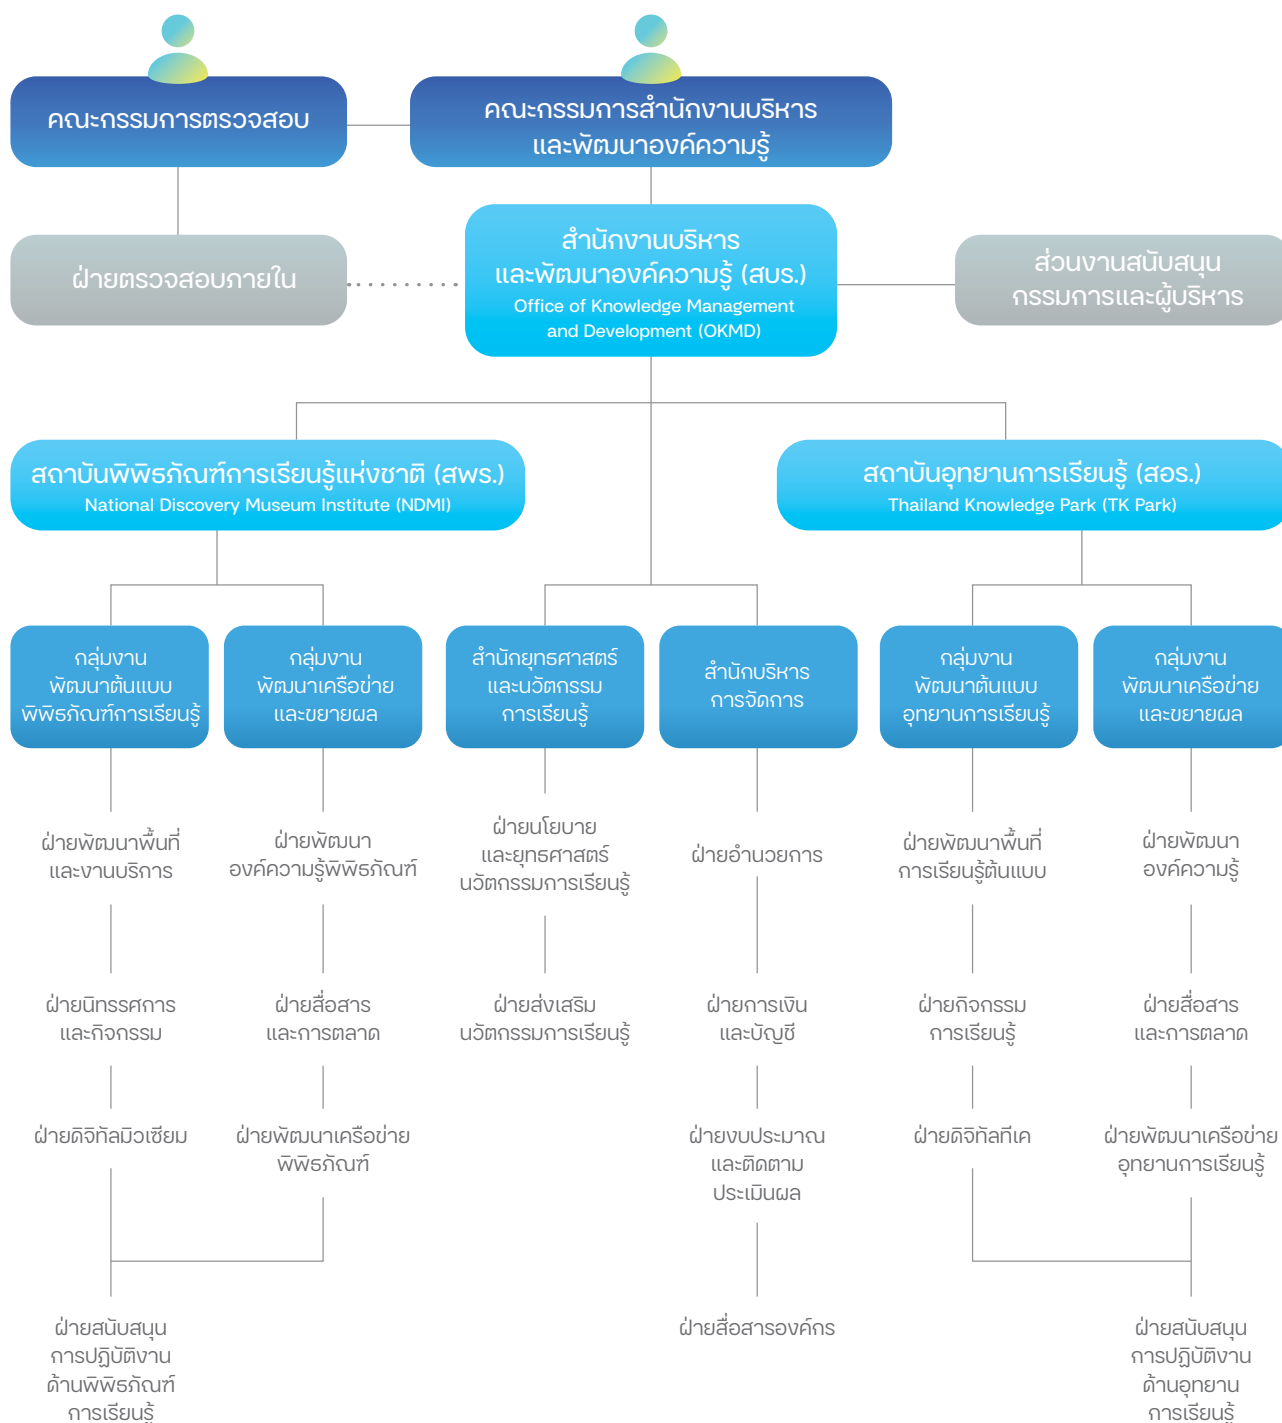 คณะกรรมการตรวจสอบ
คณะกรรมการสำนักงานบริหาร
และพัฒนาองค์ความรู้
ฝ่ายตรวจสอบภายใน
สำนักงานบริหาร
และพัฒนาองค์ความรู้ (สบร.)
Office of Knowledge Management
and Development (OKMD)
ส่วนงานสนับสนุน
กรรมการและผู้บริหาร
สถาบันพิพิธภัณฑ์การเรียนรู้แห่งชาติ (สพร.)
National Discovery Museum Institute (NDMI)
สถาบันอุทยานการเรียนรู้ (สอร.)
Thailand Knowledge Park (TK Park)
กลุ่มงาน
พัฒนาต้นแบบ
พิพิธภัณฑ์การเรียนรู้
กลุ่มงาน
พัฒนาเครือข่าย
และขยายผล
สำนักยุทธศาสตร์
และนวัตกรรม
การเรียนรู้
สำนักบริหาร
การจัดการ
กลุ่มงาน
พัฒนาต้นแบบ
อุทยานการเรียนรู้
กลุ่มงาน
พัฒนาเครือข่าย
และขยายผล
ฝ่ายพัฒนาพื้นที่
และงานบริการ
ฝ่ายพัฒนา
องค์ความรู้พิพิธภัณฑ์
ฝ่ายนโยบาย
และยุทธศาสตร์
นวัตกรรมการเรียนรู้
ฝ่ายอำนวยการ
ฝ่ายพัฒนาพื้นที่
การเรียนรู้ต้นแบบ
ฝ่ายพัฒนา
องค์ความรู้
ฝ่ายนิทรรศการ
และกิจกรรม
ฝ่ายสื่อสาร
และการตลาด
ฝ่ายส่งเสริม
นวัตกรรมการเรียนรู้
ฝ่ายการเงิน
และบัญชี
ฝ่ายกิจกรรม
การเรียนรู้
ฝ่ายสื่อสาร
และการตลาด
ฝ่ายดิจิทัลมิวเซียม
ฝ่ายพัฒนาเครือข่าย
พิพิธภัณฑ์
ฝ่ายงบประมาณ
และติดตาม
ประเมินผล
ฝ่ายดิจิทัลทีเค
ฝ่ายพัฒนาเครือข่าย
อุทยานการเรียนรู้
ฝ่ายสนับสนุน
การปฏิบัติงาน
ด้านพิพิธภัณฑ์
การเรียนรู้
ฝ่ายสื่อสารองค์กร
ฝ่ายสนับสนุน
การปฏิบัติงาน
ด้านอุทยาน
การเรียนรู้